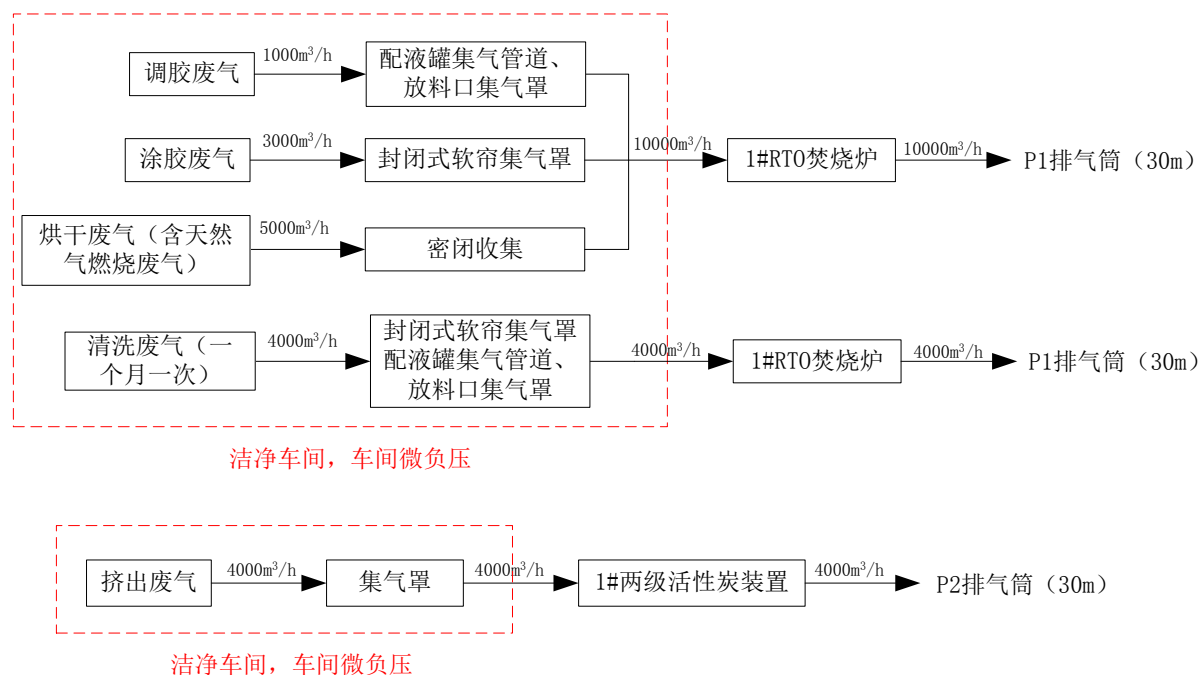 1000m³/h
调胶废气
配液罐集气管道、
放料口集气罩
涂胶废气
3000m³/h
封闭式软帘集气罩
10000m³/h
1#RTO焚烧炉
10000m³/h
P1排气筒（30m）
烘干废气（含天然
气燃烧废气）
5000m³/h
密闭收集
清洗废气（一
个月一次）
4000m³/h
封闭式软帘集气罩
配液罐集气管道、
放料口集气罩
4000m³/h
1#RTO焚烧炉
4000m³/h
P1排气筒（30m）
洁净车间，车间微负压
挤出废气
4000m³/h
集气罩
4000m³/h
1#两级活性炭装置
4000m³/h
P2排气筒（30m）
洁净车间，车间微负压